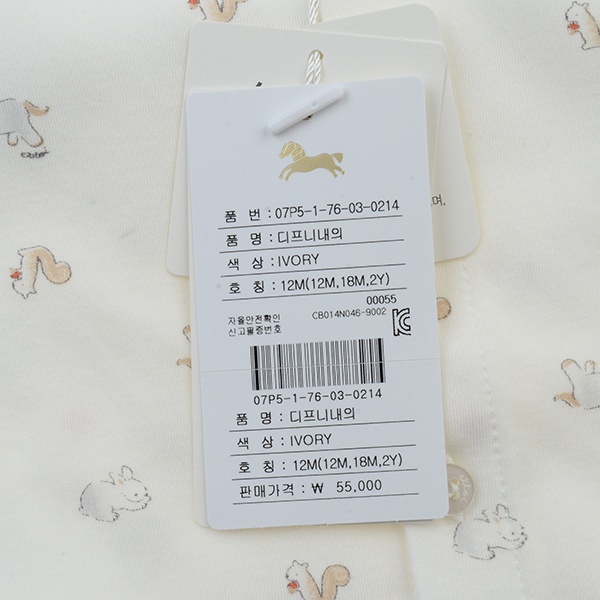 품 번 : 07P5-1-76-03-0214
품 명 : 디프니내의
색 상 : IVORY
호 칭 : 12M(12M,18M,2Y)
00055
자율안전확인
신고필증번호
CB014N046-9002
07P5-1-76-03-0214
품 명 : 디프니내의
색 상 : IVORY
호 칭 : 12M(12M,18M,2Y)
판매가격 : ₩ 55,000
며,